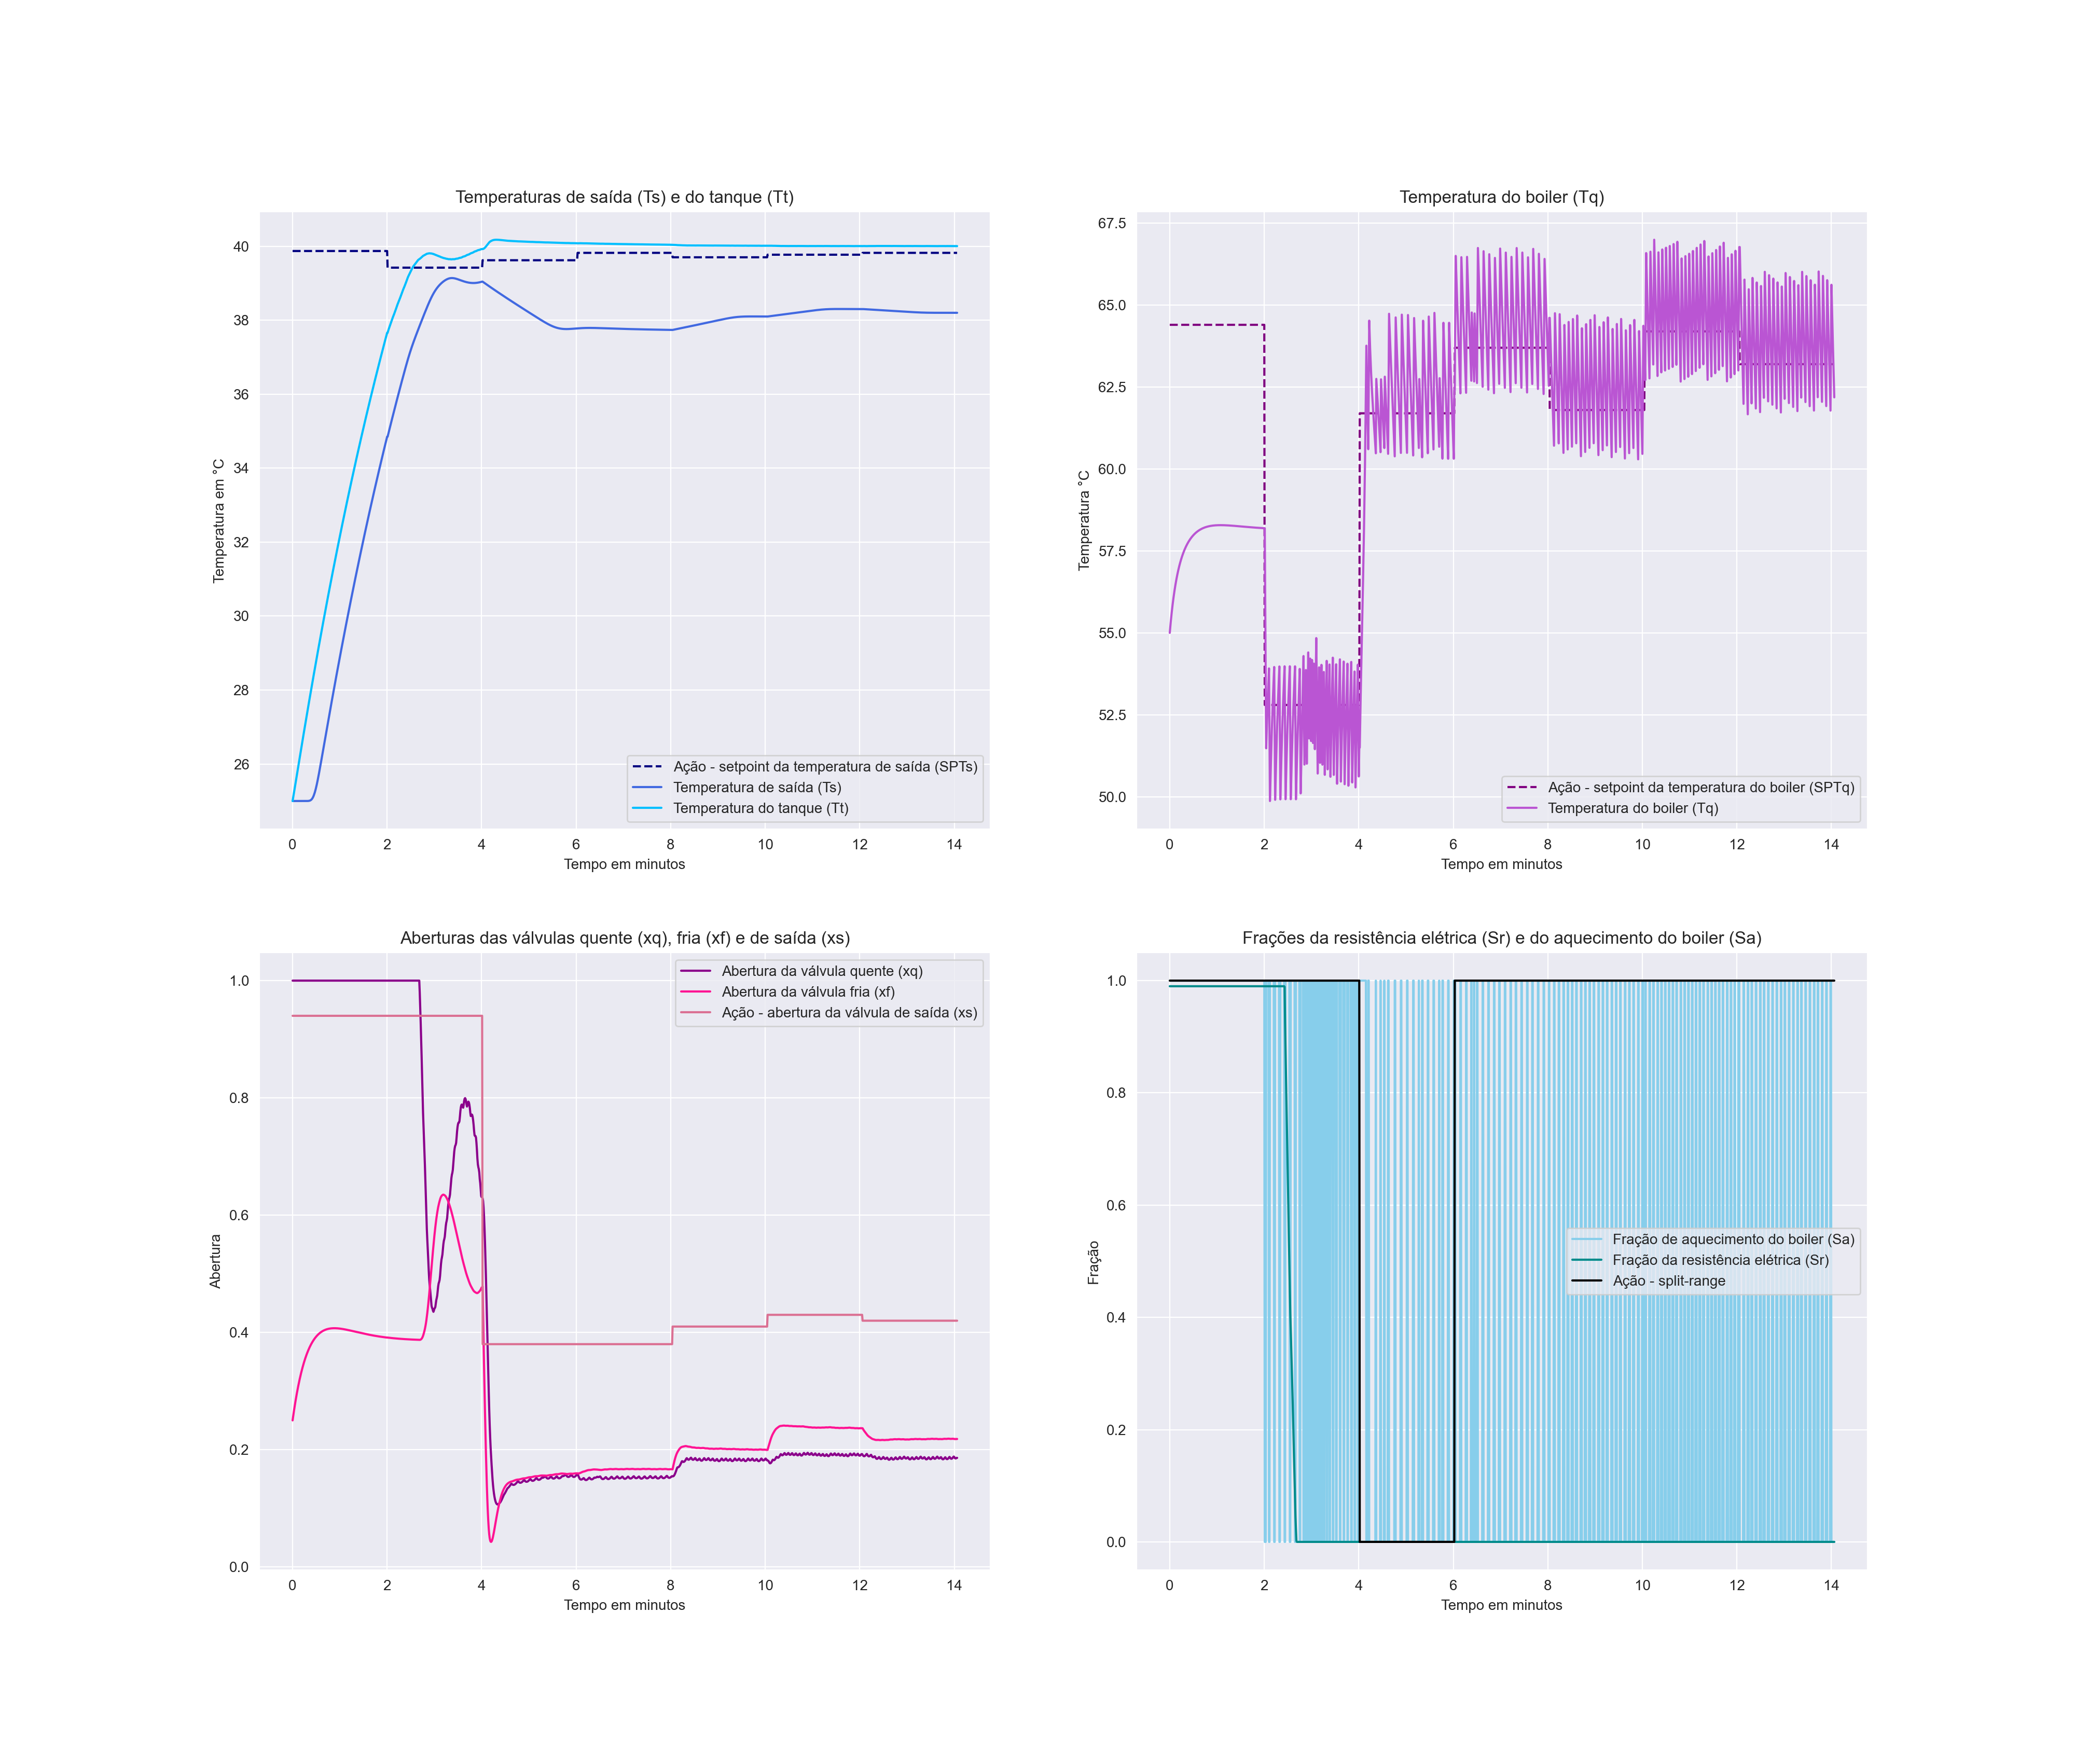 Temperaturas de saída (Ts) e do tanque (Tt)
Temperatura em °C
40
38
36
34
32
30
28
26
0 2 4 6 8 10 12 14
Tempo em minutos
Ação - setpoint da temperatura de saída (SPTs)
Temperatura de saída (Ts)
Temperatura do tanque (Tt)
Temperatura do boiler (Tq)
Temperatura °C
67.5
65.0
62.5
60.0
57.5
55.0
52.5
50.0
0 2 4 6 8 10 12 14
Tempo em minutos
Ação - setpoint da temperatura do boiler (SPTq)
Temperatura do boiler (Tq)
Aberturas das válvulas quente (xq), fria (xf) e de saída (xs)
Abertura
1.0
0.8
0.6
0.4
0.2
0.0
0 2 4 6 8 10 12 14
Tempo em minutos
Abertura da válvula quente (xq)
Abertura da válvula fria (xf)
Ação - abertura da válvula de saída (xs)
Frações da resistência elétrica (Sr) e do aquecimento do boiler (Sa)
Fração
1.0
0.8
0.6
0.4
0.2
0.0
0 2 4 6 8 10 12 14
Tempo em minutos
Fração de aquecimento do boiler (Sa)
Fração da resistência elétrica (Sr)
Ação - split-range